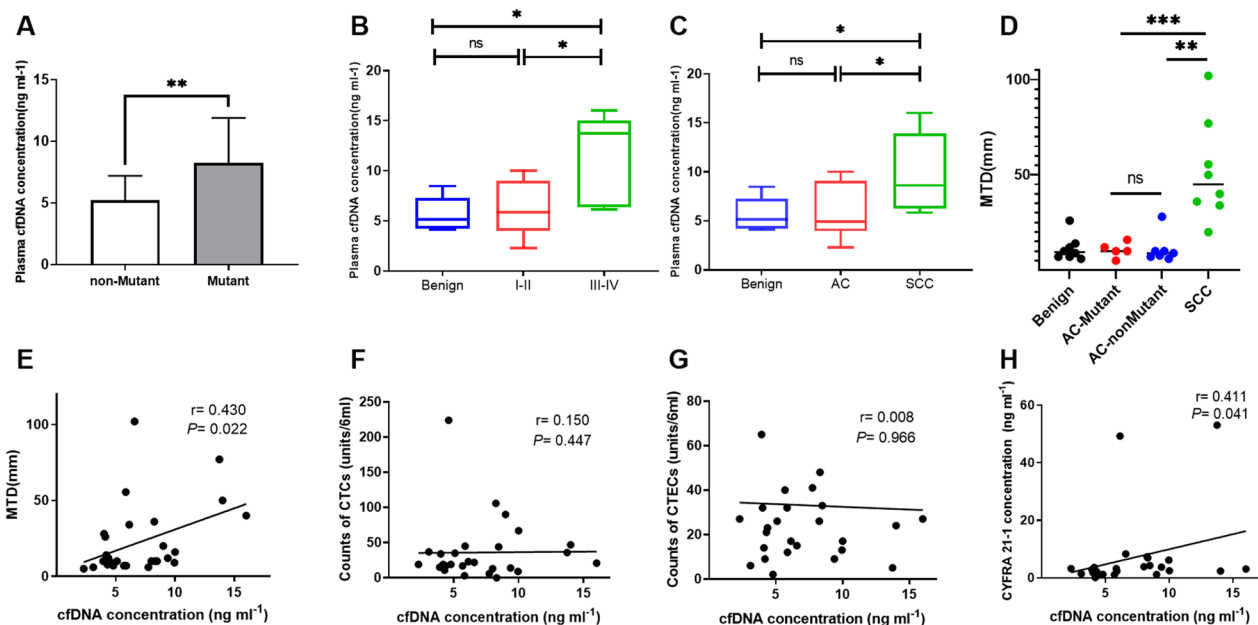 A
Plasma cfDNA concentration(ng ml-1)
15
10
5
0
**
non-Mutant
Mutant
B
Plasma cfDNA concentration(ng ml-1)
20
15
10
5
0
*
ns
*
Benign
I-II
III-IV
C
Plasma cfDNA concentration(ng ml-1)
20
15
10
5
0
*
ns
*
Benign
AC
SCC
D
MTD(mm)
100
50
***
**
ns
Benign
AC-Mutant
AC-nonMutant
SCC
E
MTD(mm)
100
50
0
r= 0.430
P= 0.022
5
10
15
cfDNA concentration (ng ml-1)
F
Counts of CTCs (units/6ml)
250
200
150
100
50
0
r= 0.150
P= 0.447
5
10
15
cfDNA concentration (ng ml-1)
G
Counts of CTECs (units/6ml)
80
60
40
20
0
r= 0.008
P= 0.966
5
10
15
cfDNA concentration (ng ml-1)
H
CYFRA 21-1 concentration (ng ml-1)
60
40
20
0
r= 0.411
P= 0.041
5
10
15
cfDNA concentration (ng ml-1)